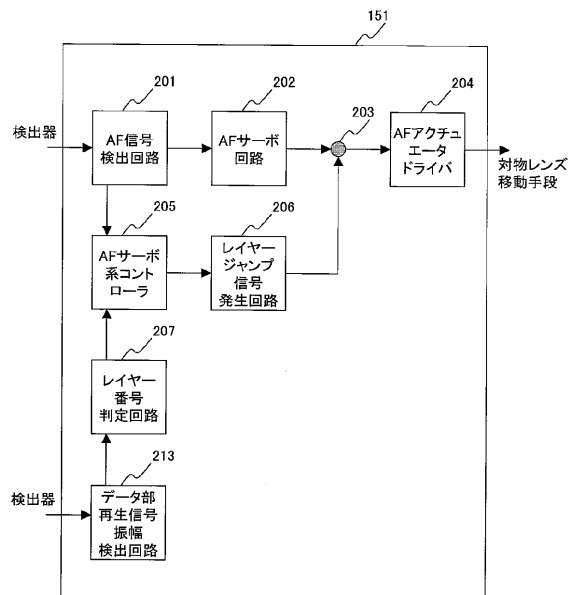 151
201
202
204
検出器
AF信号
検出回路
AFサーボ
回路
203
AFアクチュ
エータ
ドライバ
対物レンズ
移動手段
205
206
AFサーボ
系コント
ローラ
レイヤー
ジャンプ
信号
発生回路
207
レイヤー
番号
判定回路
213
検出器
データ部
再生信号
振幅
検出回路